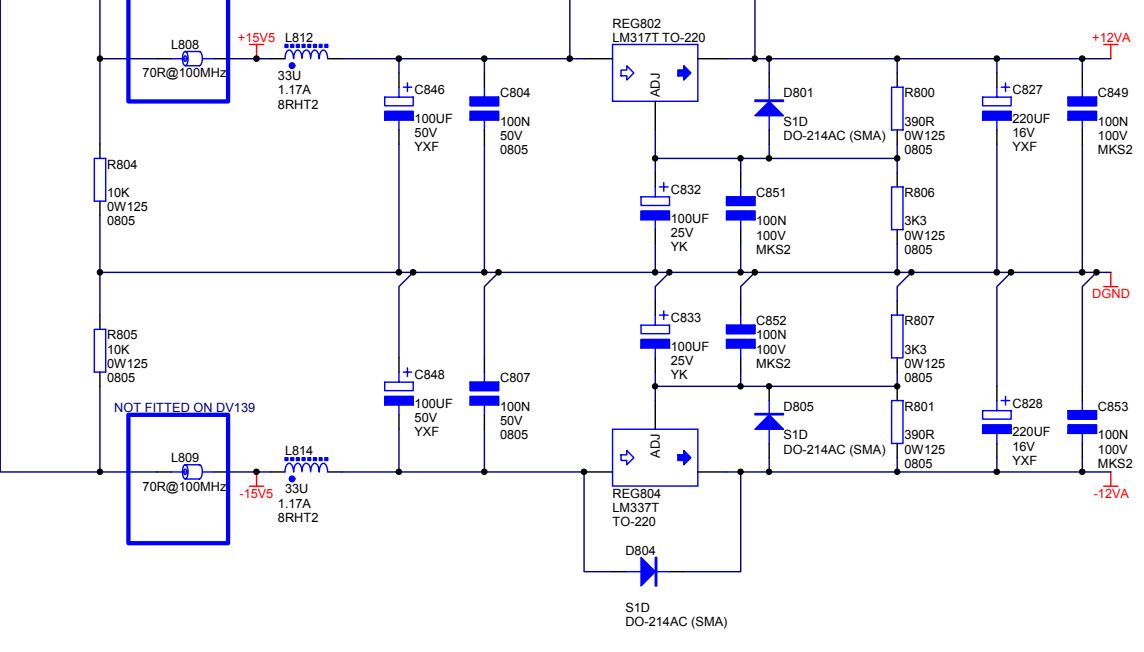 REG802
LM317T TO-220
ADJ
L808
70R@100MHz
+15V5
L812
33U
1.17A
8RHT2
+
C846
100UF
50V
YXF
C804
100N
50V
0805
D801
S1D
DO-214AC (SMA)
R800
390R
0W125
0805
+
C827
220UF
16V
YXF
+12VA
C849
100N
100V
MKS2
R804
10K
0W125
0805
+
C832
100UF
25V
YK
C851
100N
100V
MKS2
R806
3K3
0W125
0805
DGND
R805
10K
0W125
0805
+
C833
100UF
25V
YK
C852
100N
100V
MKS2
R807
3K3
0W125
0805
+
C848
100UF
50V
YXF
C807
100N
50V
0805
D805
S1D
DO-214AC (SMA)
R801
390R
0W125
0805
+
C828
220UF
16V
YXF
C853
100N
100V
MKS2
NOT FITTED ON DV139
L809
70R@100MHz
-15V5
L814
33U
1.17A
8RHT2
ADJ
REG804
LM337T
TO-220
-12VA
D804
S1D
DO-214AC (SMA)